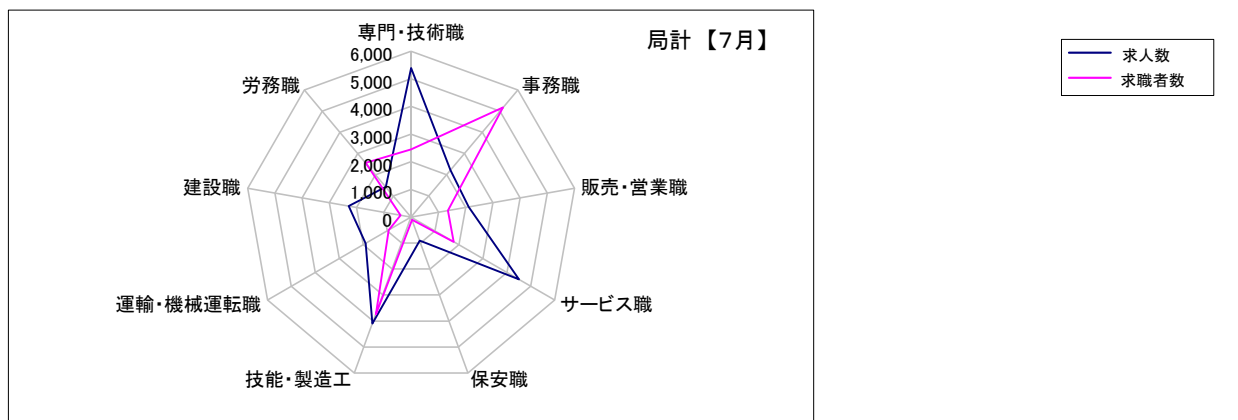 局計 【7月】
専門・技術職
事務職
販売・営業職
サービス職
保安職
技能・製造工
運輸・機械運転職
建設職
労務職
6,000
5,000
4,000
3,000
2,000
1,000
0
求人数
求職者数